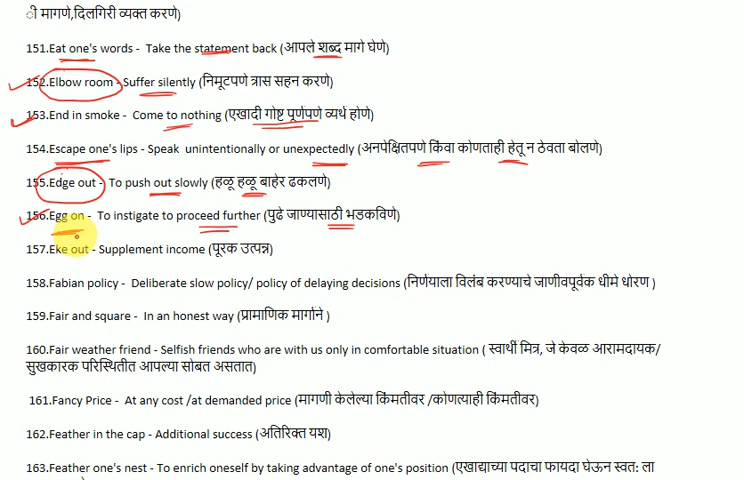 ी मागणे,दिलगिरी व्यक्त करणे)
151.Eat one's words - Take the statement back (आपले शब्द मागे घेणे)
152.Elbow room - Suffer silently (निमूटपणे त्रास सहन करणे)
153.End in smoke - Come to nothing (एखादी गोष्ट पूर्णपणे व्यर्थ होणे)
154.Escape one's lips - Speak unintentionally or unexpectedly (अनपेक्षितपणे किंवा कोणताही हेतू न ठेवता बोलणे)
155.Edge out - To push out slowly (हळू हळू बाहेर ढकलणे)
156.Egg on - To instigate to proceed further (पुढे जाण्यासाठी भडकविणे)
157.Eke out - Supplement income (पूरक उत्पन्न)
158.Fabian policy - Deliberate slow policy/ policy of delaying decisions (निर्णयाला विलंब करण्याचे जाणीवपूर्वक धीमे धोरण )
159.Fair and square - In an honest way (प्रामाणिक मार्गाने )
160.Fair weather friend - Selfish friends who are with us only in comfortable situation ( स्वार्थी मित्र, जे केवळ आरामदायक/
सुखकारक परिस्थितीत आपल्या सोबत असतात)
161.Fancy Price - At any cost /at demanded price (मागणी केलेल्या किंमतीवर /कोणत्याही किंमतीवर)
162.Feather in the cap - Additional success (अतिरिक्त यश)
163.Feather one's nest - To enrich oneself by taking advantage of one's position (एखाद्याच्या पदाचा फायदा घेऊन स्वत: ला